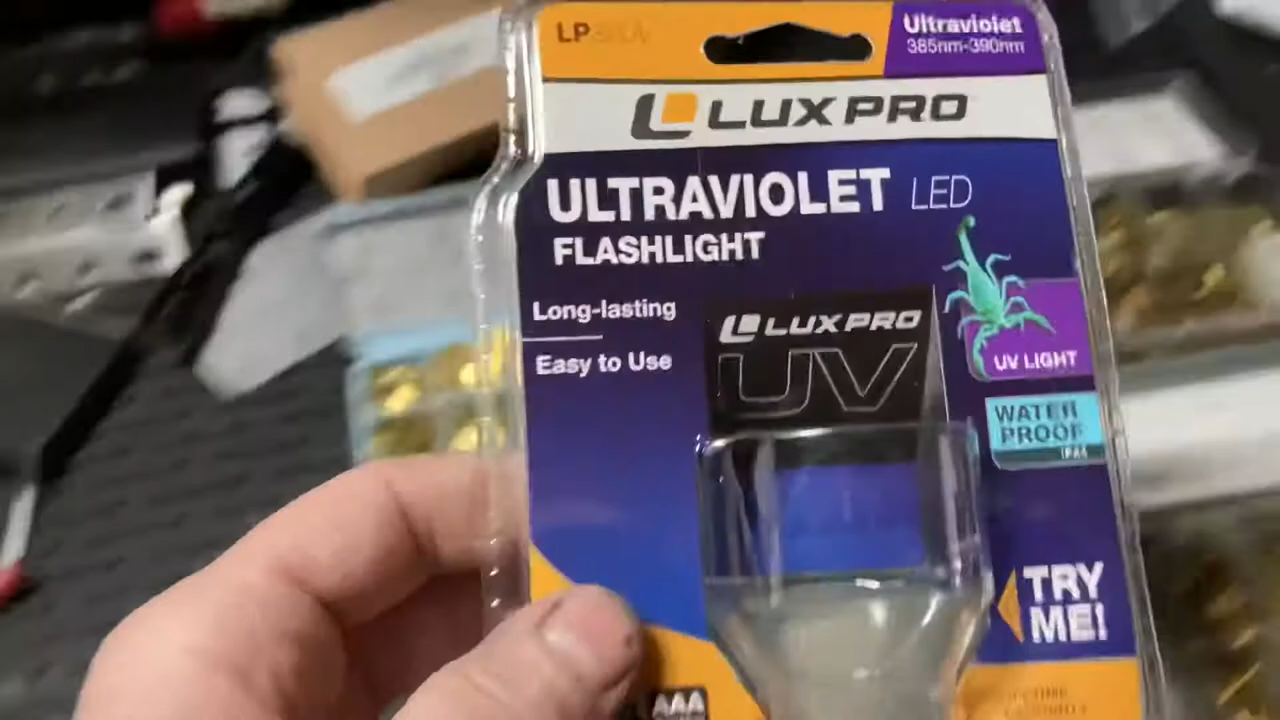 LP
Ultraviolet
385nm-390nm
LUXPRO
ULTRAVIOLET LED
FLASHLIGHT
Long-lasting
Easy to Use
LUXPRO
UV
UV LIGHT
WATER
PROOF
TRY
ME!
AAA